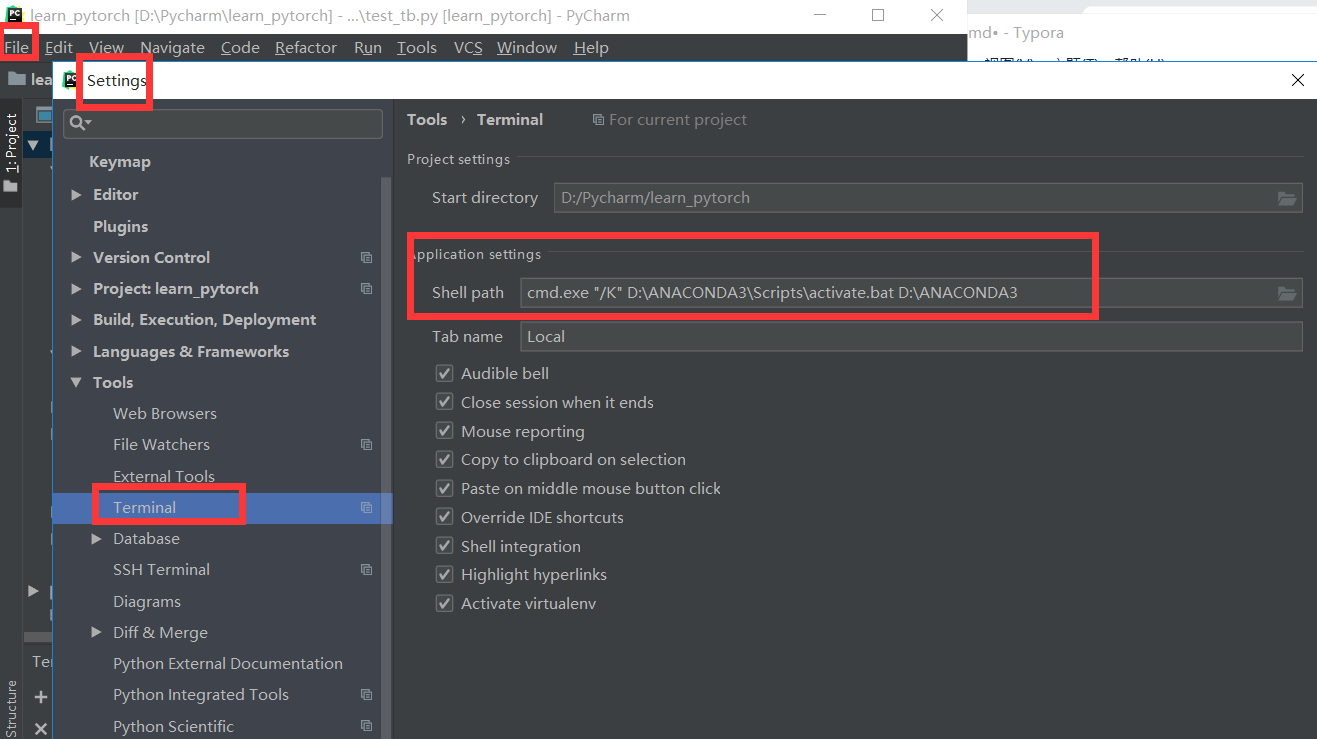 learn_pytorch [D:\Pycharm\learn_pytorch] - ...\test_tb.py [learn_pytorch] - PyCharm
md• - Typora
File Edit View Navigate Code Refactor Run Tools VCS Window Help
lea
Settings
1: Project
Tools › Terminal For current project
Keymap
Editor
Plugins
Version Control
Project: learn_pytorch
Build, Execution, Deployment
Languages & Frameworks
Tools
Web Browsers
File Watchers
External Tools
Terminal
Database
SSH Terminal
Diagrams
Diff & Merge
Python External Documentation
Python Integrated Tools
Python Scientific
Project settings
Start directory D:/Pycharm/learn_pytorch
Application settings
Shell path cmd.exe "/K" D:\ANACONDA3\Scripts\activate.bat D:\ANACONDA3
Tab name Local
Audible bell
Close session when it ends
Mouse reporting
Copy to clipboard on selection
Paste on middle mouse button click
Override IDE shortcuts
Shell integration
Highlight hyperlinks
Activate virtualenv
Te
Structure